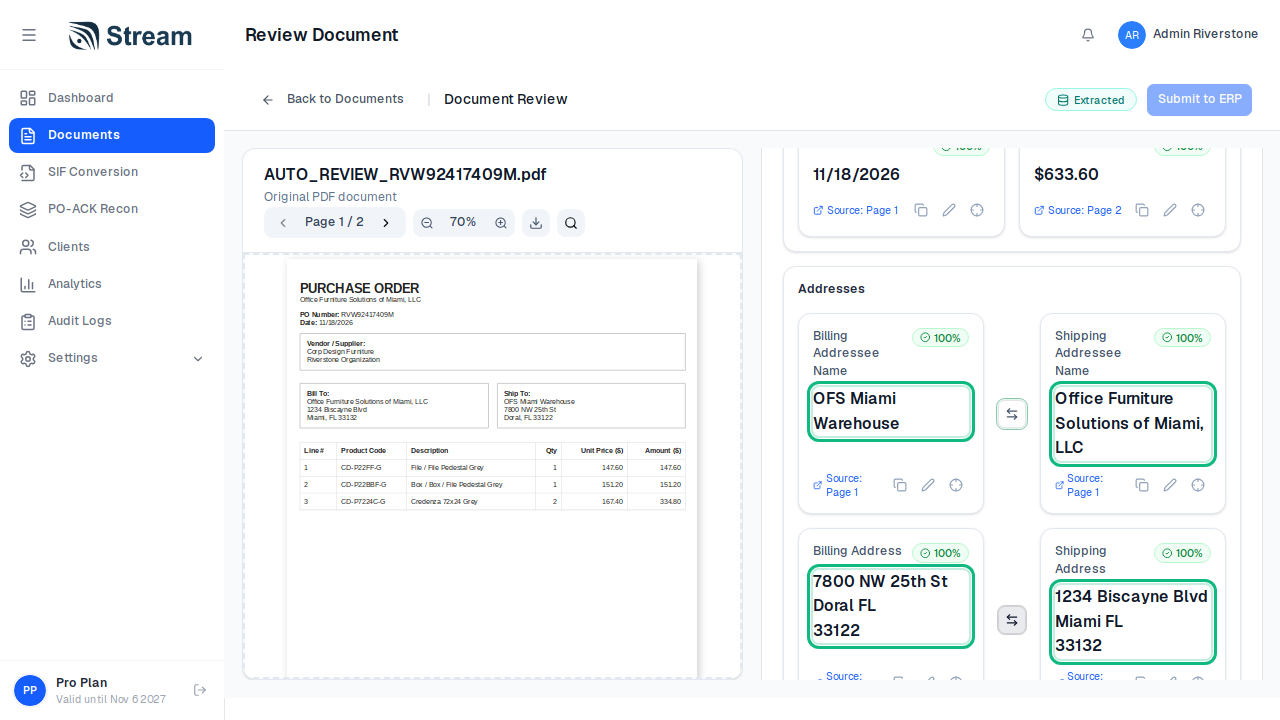 Stream
Review Document
AR
Admin Riverstone
Dashboard
Documents
SIF Conversion
PO-ACK Recon
Clients
Analytics
Audit Logs
Settings
PP
Pro Plan
Valid until Nov 6 2027
Back to Documents
Document Review
Extracted
Submit to ERP
AUTO_REVIEW_RVW92417409M.pdf
Original PDF document
Page 1 / 2
70%
PURCHASE ORDER
Office Furniture Solutions of Miami, LLC
PO Number: RVW92417409M
Date: 11/18/2026
Vendor / Supplier:
Corp Design Furniture
Riverstone Organization
Bill To:
Office Furniture Solutions of Miami, LLC
1234 Biscayne Blvd
Miami, FL 33132
Ship To:
OFS Miami Warehouse
7800 NW 25th St
Doral, FL 33122
Line # Product Code Description Qty Unit Price ($) Amount ($)
1 CD-P22FF-G File / File Pedestal Grey 1 147.60 147.60
2 CD-P22BBF-G Box / Box / File Pedestal Grey 1 151.20 151.20
3 CD-P7224C-G Credenza 72x24 Grey 2 167.40 334.80
100%
100%
11/18/2026
$633.60
Source: Page 1
Source: Page 2
Addresses
Billing
Addressee
Name
100%
OFS Miami
Warehouse
Source:
Page 1
Shipping
Addressee
Name
100%
Office Furniture
Solutions of Miami,
LLC
Source:
Page 1
Billing Address
100%
7800 NW 25th St
Doral FL
33122
Source:
Shipping
Address
100%
1234 Biscayne Blvd
Miami FL
33132
Source: